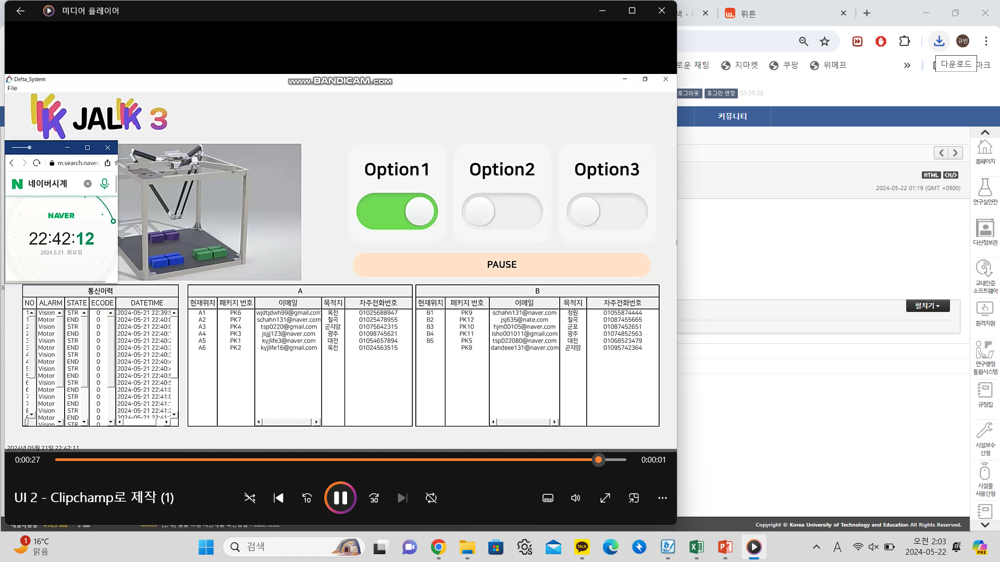 미디어 플레이어
Delta_System
www.BANDICAM.com
File
JALKK 3
m.search.naver.
네이버시계
NAVER
22:42:12
2024.5.21. 화요일
Option1 Option2 Option3
PAUSE
통신이력
NO ALARM STATE ECODE DATETIME
Vision STR 0 2024-05-21 22:39:5
Motor END 0 2024-05-21 22:40:0
Vision STR 0 2024-05-21 22:40:0
Motor END 0 2024-05-21 22:40:1
Vision STR 0 2024-05-21 22:40:2
Motor END 0 2024-05-21 22:40:3
Vision STR 0 2024-05-21 22:40:3
Motor END 0 2024-05-21 22:40:4
Vision STR 0 2024-05-21 22:40:4
Motor END 0 2024-05-21 22:40:5
Vision STR 0 2024-05-21 22:40:5
Motor END 0 2024-05-21 22:41:0
Vision STR 0 2024-05-21 22:41:0
Motor END 0 2024-05-21 22:41:1
Vision STR 0 2024-05-21 22:41:2
Motor END 0 2024-05-21 22:41:3
Vision STR 0
A
현재위치 패키지 번호 이메일 목적지 차주전화번호
A1 PK6 wjdtjdwh99@gmail.com 옥천 01025688947
A2 PK7 schahn131@naver.com 칠곡 01025478955
A3 PK4 tsp0220@gmail.com 곤지암 01075642315
A4 PK3 jsjjj123@naver.com 광주 01098745621
A5 PK1 kyjlife3@naver.com 대전 01054657894
A6 PK2 kyjlife16@gmail.com 옥천 01024563515
B
현재위치 패키지 번호 이메일 목적지 차주전화번호
B1 PK9 schahn131@naver.com 청원 01055874444
B2 PK12 jsj635@nate.com 칠곡 01087455665
B3 PK10 hjm00105@naver.com 군포 01087452651
B4 PK11 isho001011@gmail.com 광주 01074852563
B5 PK5 tsp022080@naver.com 대전 01068523479
PK8 dandeee131@naver.com 곤지암 01095742364
2024년 05월 21일 22:42:11
0:00:27 0:00:01
UI 2 - Clipchamp로 제작 (1)
10 30
색 -
뤼튼
규빈
로운 채팅 지마켓 쿠팡 위메프 마크
다운로드
로그아웃 로그인 연장 05:59:38
커뮤니티
HTML </>
2024-05-22 01:19 (GMT +0900)
펼치기
홈페이지
연구실안전
다산정보관
교내인증
소프트웨어
원격지원
연구행정
통합시스템
규정집
시설보수
신청
시설물
사용신청
Copyright © Korea University of Technology and Education All Rights Reserved.
1 16°C
맑음
검색
TALK
PRE
A
오전 2:03
2024-05-22